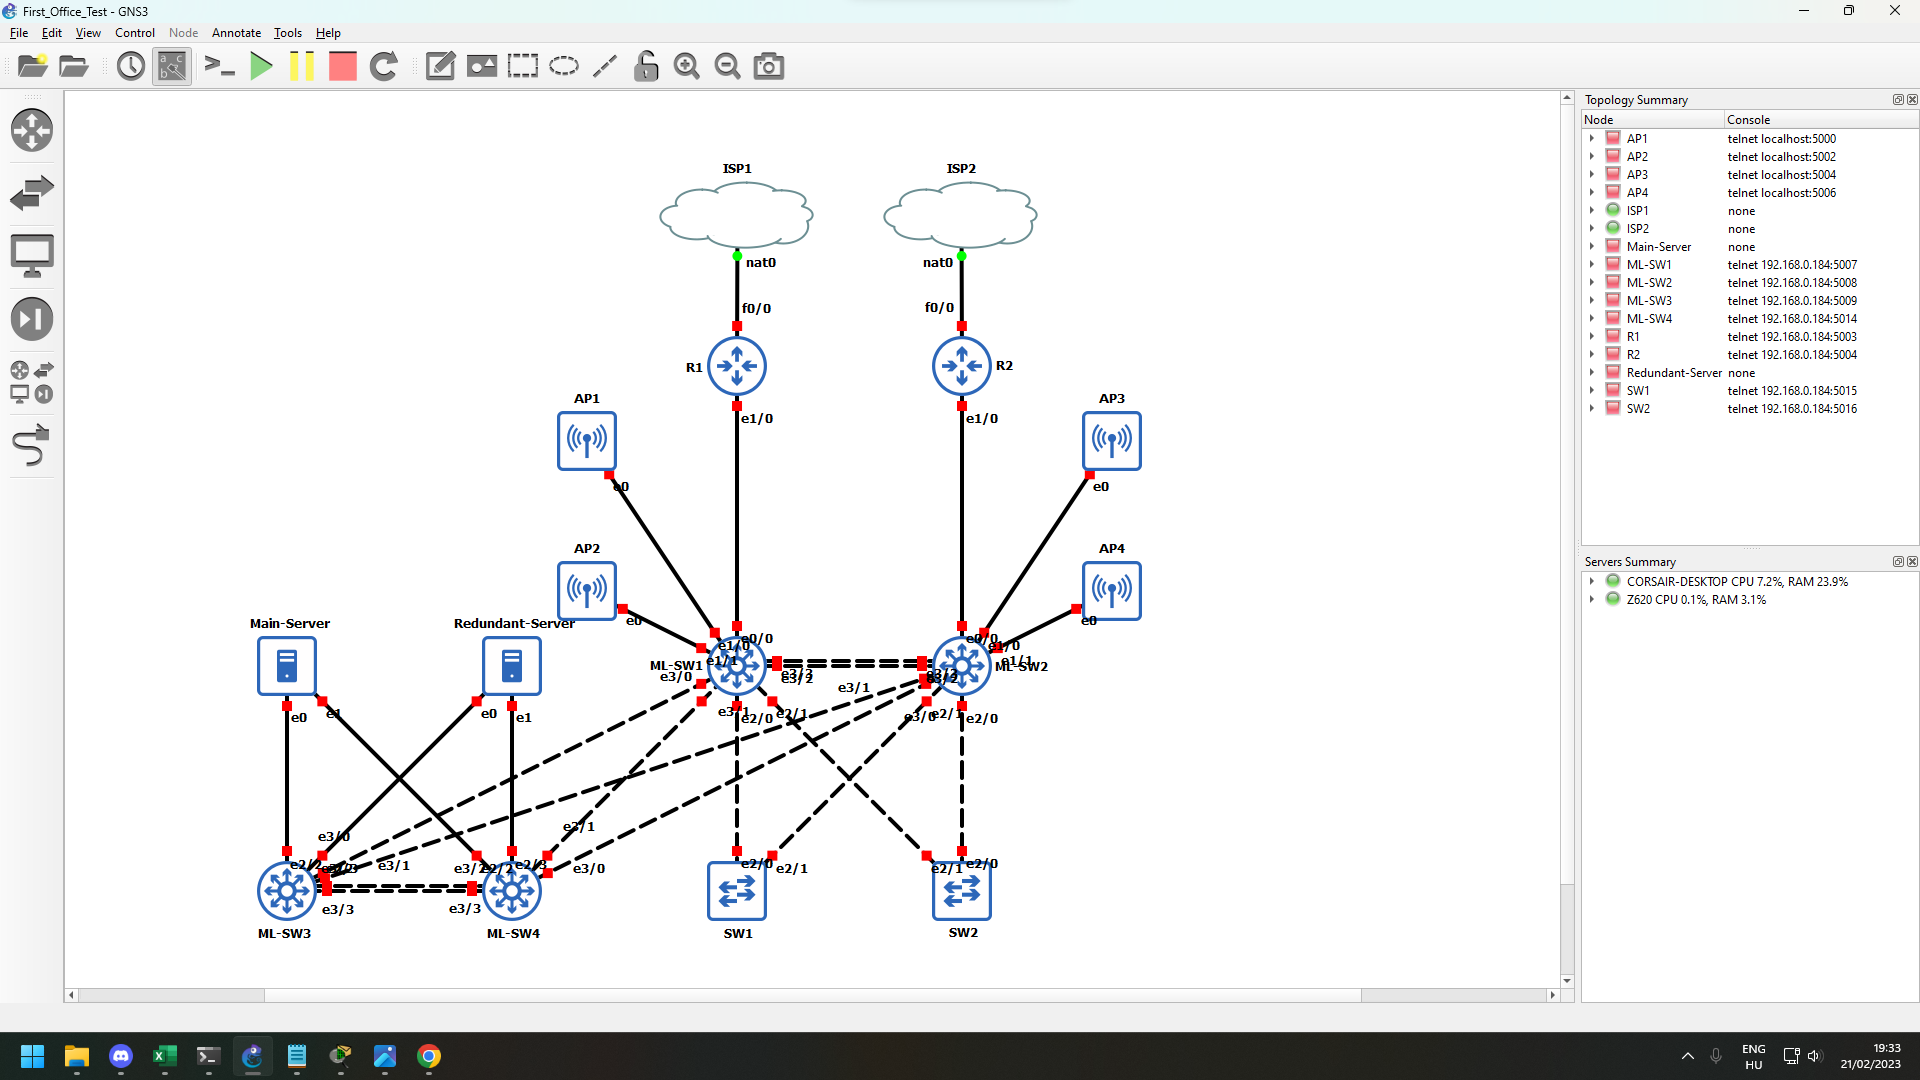 First_Office_Test - GNS3
File Edit View Control Node Annotate Tools Help
ISP1
ISP2
nat0
nat0
f0/0
f0/0
R1
R2
e1/0
e1/0
AP1
AP3
e0
e0
AP2
AP4
e0
e0
Main-Server
Redundant-Server
e0/0
e0/0
e1/0
e1/0
e1/1
e1/1
ML-SW1
ML-SW2
e3/0
e3/2
e3/2
e3/1
e0
e1
e0
e1
e3/1
e2/0
e2/1
e3/0
e2/1
e2/0
e3/0
e3/1
e2/2
e3/1
e2/2
e2/3
e3/0
e2/0
e2/1
e2/1
e2/0
e3/3
e3/3
ML-SW3
ML-SW4
SW1
SW2
Topology Summary
Node Console
AP1 telnet localhost:5000
AP2 telnet localhost:5002
AP3 telnet localhost:5004
AP4 telnet localhost:5006
ISP1 none
ISP2 none
Main-Server none
ML-SW1 telnet 192.168.0.184:5007
ML-SW2 telnet 192.168.0.184:5008
ML-SW3 telnet 192.168.0.184:5009
ML-SW4 telnet 192.168.0.184:5014
R1 telnet 192.168.0.184:5003
R2 telnet 192.168.0.184:5004
Redundant-Server none
SW1 telnet 192.168.0.184:5015
SW2 telnet 192.168.0.184:5016
Servers Summary
CORSAIR-DESKTOP CPU 7.2%, RAM 23.9%
Z620 CPU 0.1%, RAM 3.1%
ENG
HU
19:33
21/02/2023